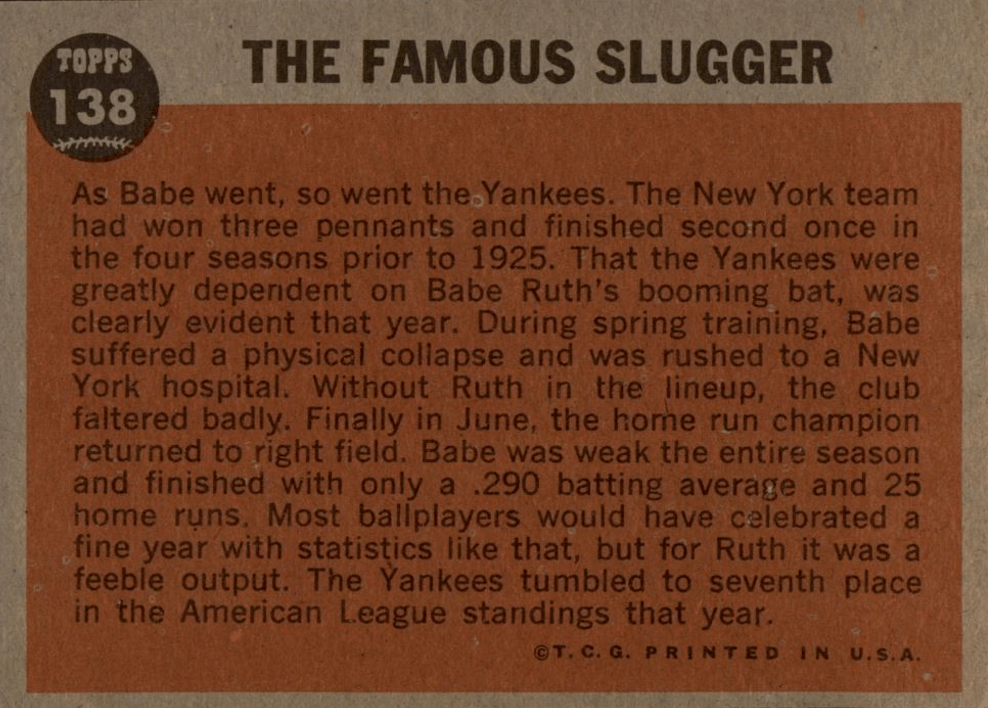 TOPPS
138
THE FAMOUS SLUGGER
As Babe went, so went the Yankees. The New York team
had won three pennants and finished second once in
the four seasons prior to 1925. That the Yankees were
greatly dependent on Babe Ruth's booming bat, was
clearly evident that year. During spring training, Babe
suffered a physical collapse and was rushed to a New
York hospital. Without Ruth in the lineup, the club
faltered badly. Finally in June, the home run champion
returned to right field. Babe was weak the entire season
and finished with only a .290 batting average and 25
home runs. Most ballplayers would have celebrated a
fine year with statistics like that, but for Ruth it was a
feeble output. The Yankees tumbled to seventh place
in the American League standings that year.
©T.C.G. PRINTED IN U.S.A.